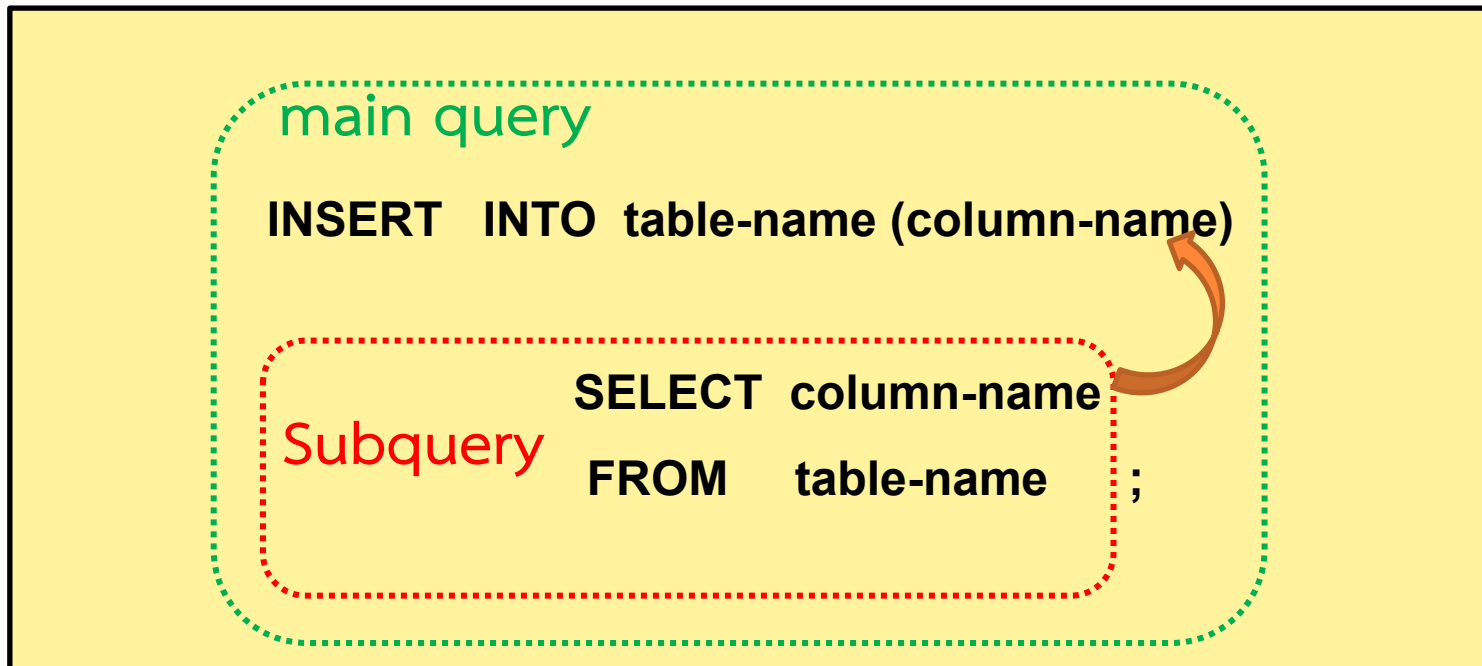 main query
INSERT INTO table-name (column-name)
SELECT column-name
Subquery
FROM table-name ;